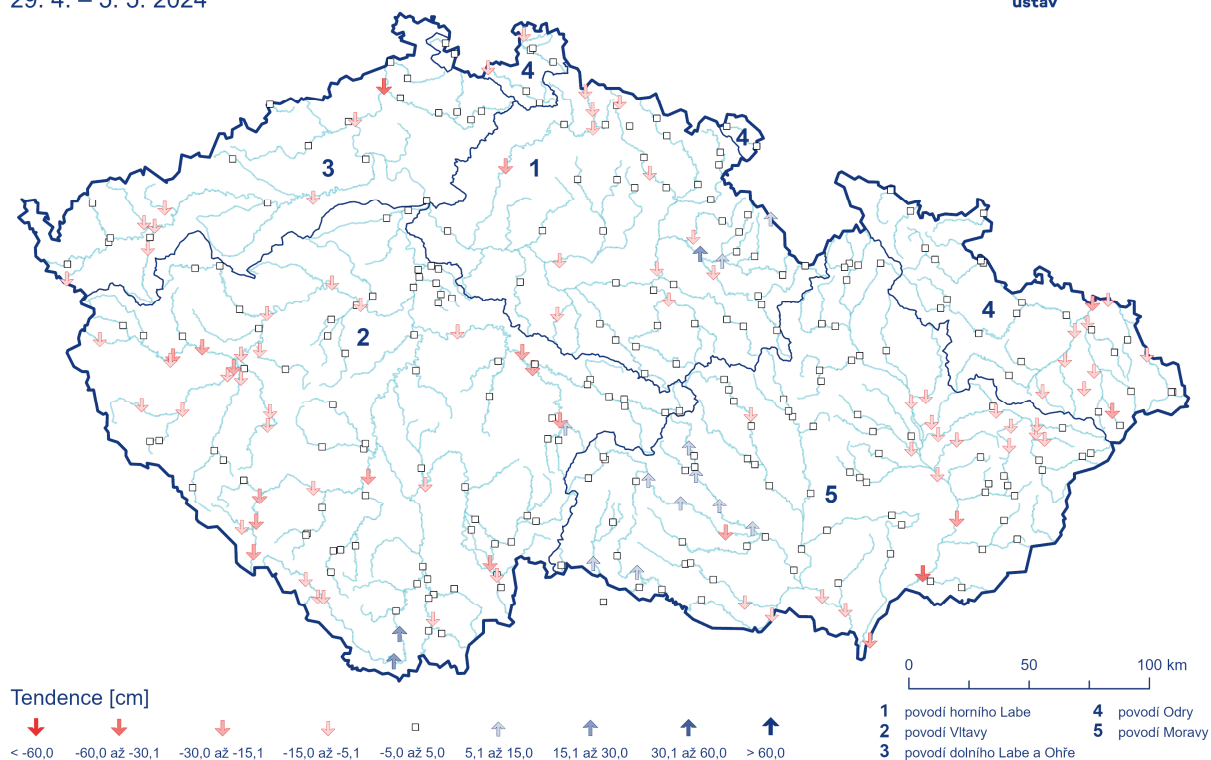 29. 4. – 5. 5. 2024
ústav
4
4
3
1
4
2
5
0 50 100 km
Tendence [cm]
< -60,0 -60,0 až -30,1 -30,0 až -15,1 -15,0 až -5,1 -5,0 až 5,0 5,1 až 15,0 15,1 až 30,0 30,1 až 60,0 > 60,0
1 povodí horního Labe
2 povodí Vltavy
3 povodí dolního Labe a Ohře
4 povodí Odry
5 povodí Moravy